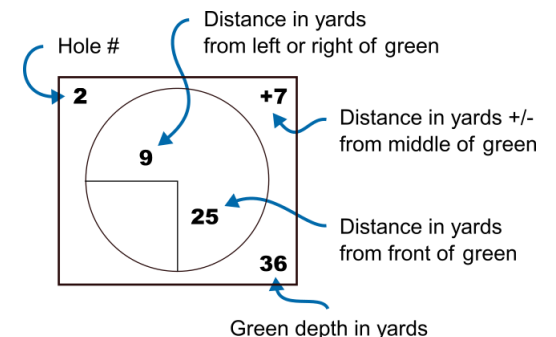 Distance in yards
from left or right of green
Hole #
2
+7
Distance in yards +/-
from middle of green
9
25
Distance in yards
from front of green
36
Green depth in yards